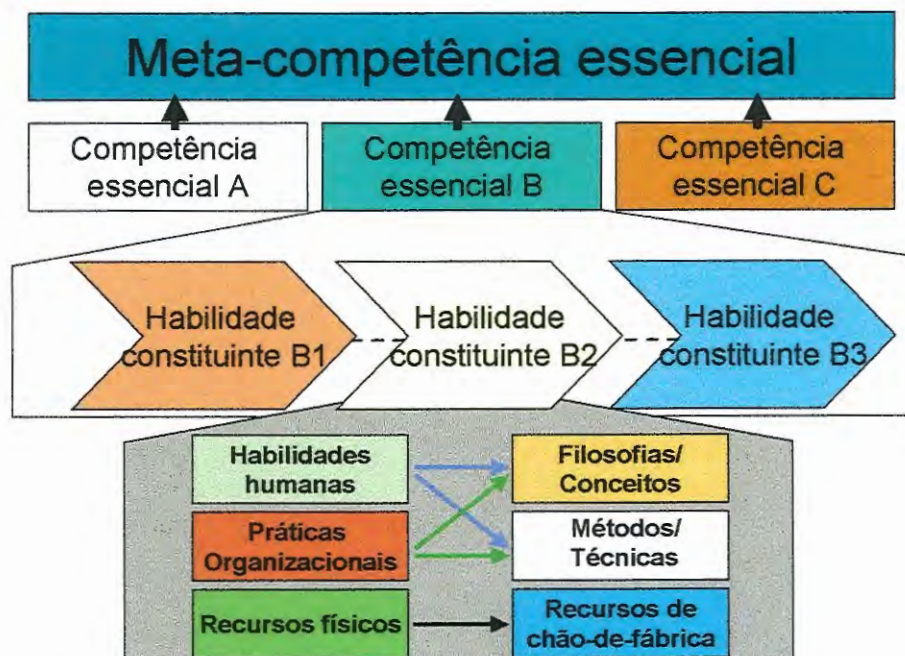 Meta-competência essencial
Competência
essencial A
Competência
essencial B
Competência
essencial C
Habilidade
constituinte B1
Habilidade
constituinte B2
Habilidade
constituinte B3
Habilidades
humanas
Filosofias/
Conceitos
Práticas
Organizacionais
Métodos/
Técnicas
Recursos físicos
Recursos de
chão-de-fábrica